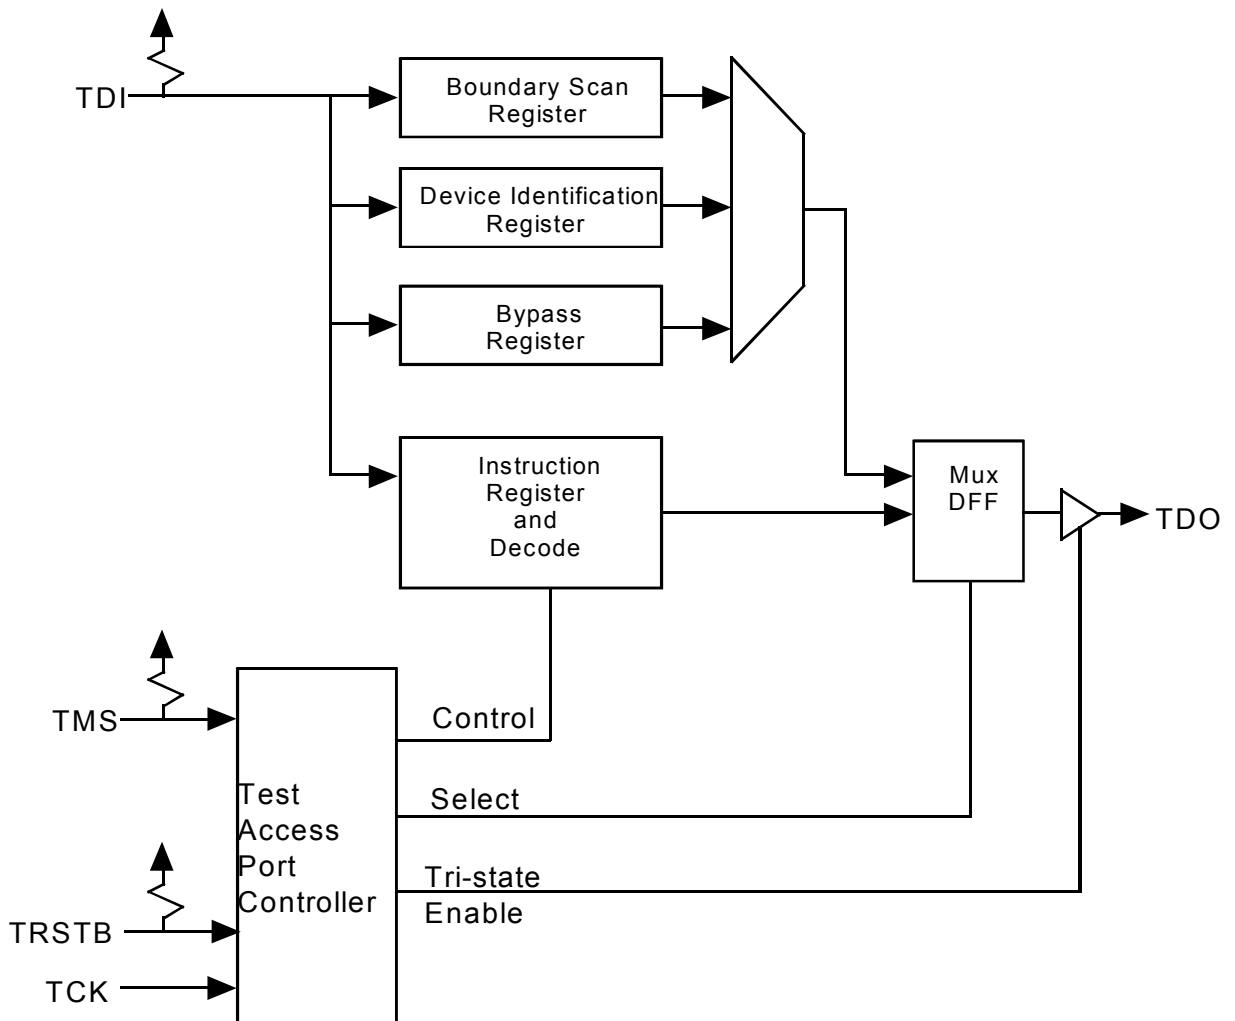 TDI
Boundary Scan
Register
Device Identification
Register
Bypass
Register
Instruction
Register
and
Decode
Mux
DFF
TDO
TMS
Control
Test
Access
Port
Controller
Select
Tri-state
Enable
TRSTB
TCK